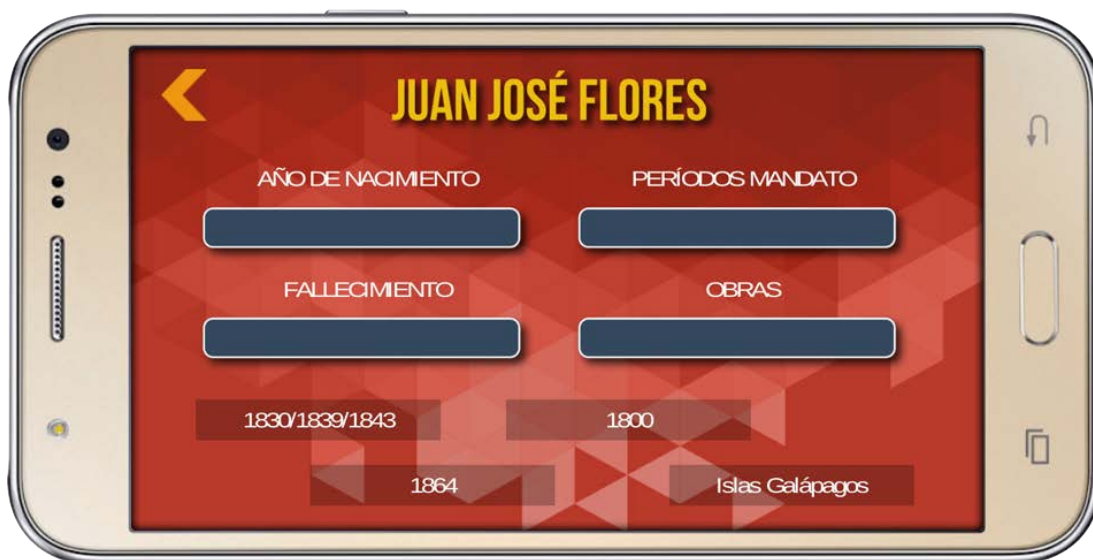 JUAN JOSÉ FLORES
AÑO DE NACIMIENTO
PERÍODOS MANDATO
FALLECIMIENTO
OBRAS
1830/1839/1843
1800
1864
Islas Galápagos